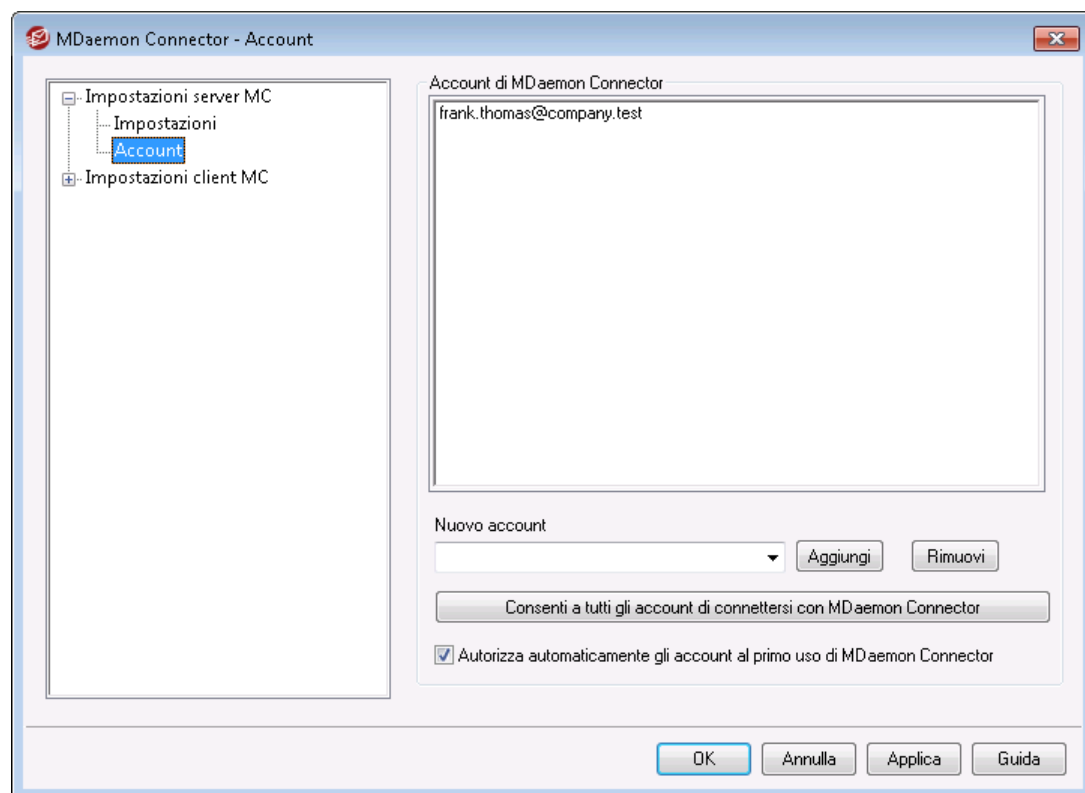 MDaemon Connector - Account
Impostazioni server MC
Impostazioni
Account
Impostazioni client MC
Account di MDaemon Connector
frank.thomas@company.test
Nuovo account
Aggiungi
Rimuovi
Consenti a tutti gli account di connettersi con MDaemon Connector
Autorizza automaticamente gli account al primo uso di MDaemon Connector
OK
Annulla
Applica
Guida